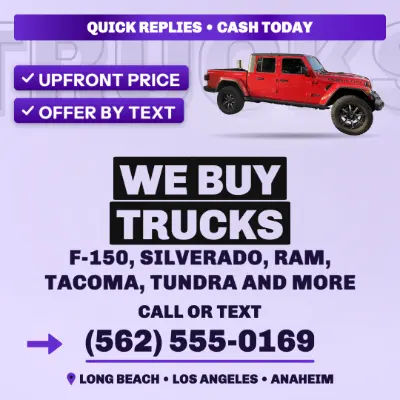 TRUCKS
QUICK REPLIES • CASH TODAY
UPFRONT PRICE
OFFER BY TEXT
WE BUY
TRUCKS
F-150, SILVERADO, RAM,
TACOMA, TUNDRA AND MORE
CALL OR TEXT
(562) 555-0169
LONG BEACH • LOS ANGELES • ANAHEIM